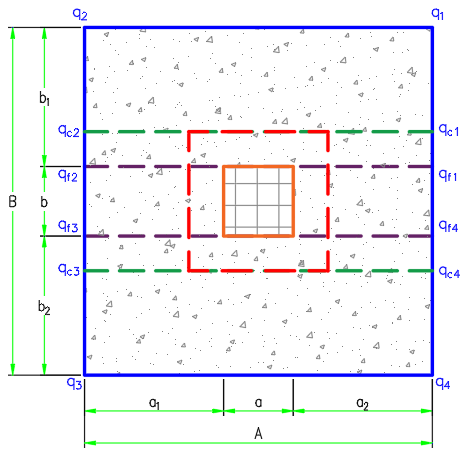 q2 q1
b1
qc2 qc1
qf2 qf1
B b
qf3 qf4
qc3 qc4
b2
q3 q4
a1 a a2
A